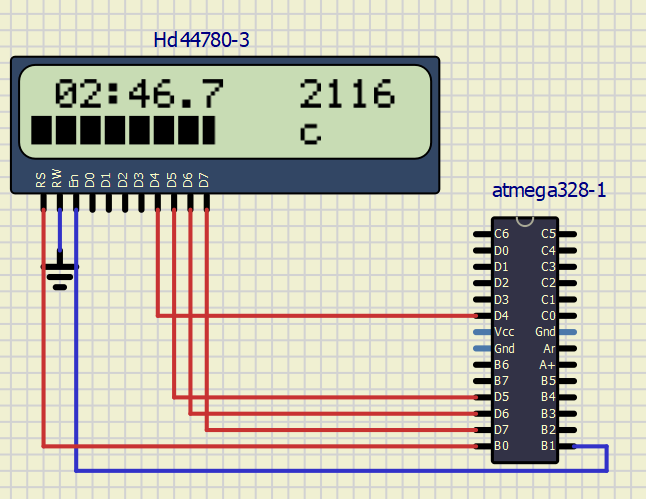 Hd44780-3
02:46.7 2116
c
RS RW En D0 D1 D2 D3 D4 D5 D6 D7
atmega328-1
C6 C5
D0 C4
D1 C3
D2 C2
D3 C1
D4 C0
Vcc Gnd
Gnd Ar
B6 A+
B7 B5
D5 B4
D6 B3
D7 B2
B0 B1